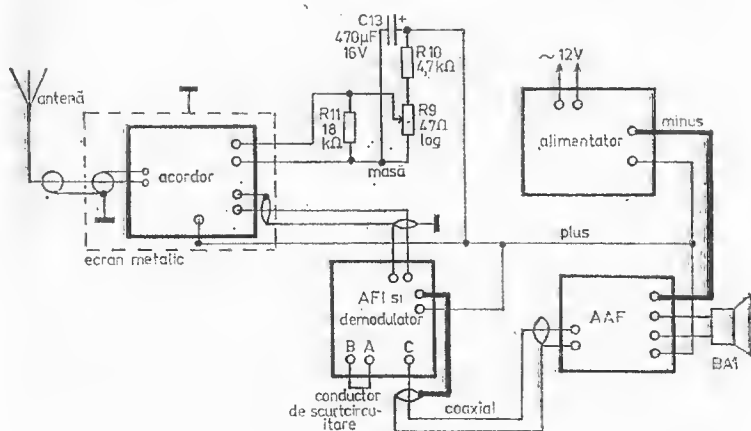 C13
470µF
16V
+
R10
4,7kΩ
~12V
antenă
R11
18
kΩ
R9
47Ω
log
minus
alimentator
acordor
masă
plus
ecran metalic
AFI si
demodulator
AAF
B A C
BA1
conductor
de scurtcircu-
itare
coaxial